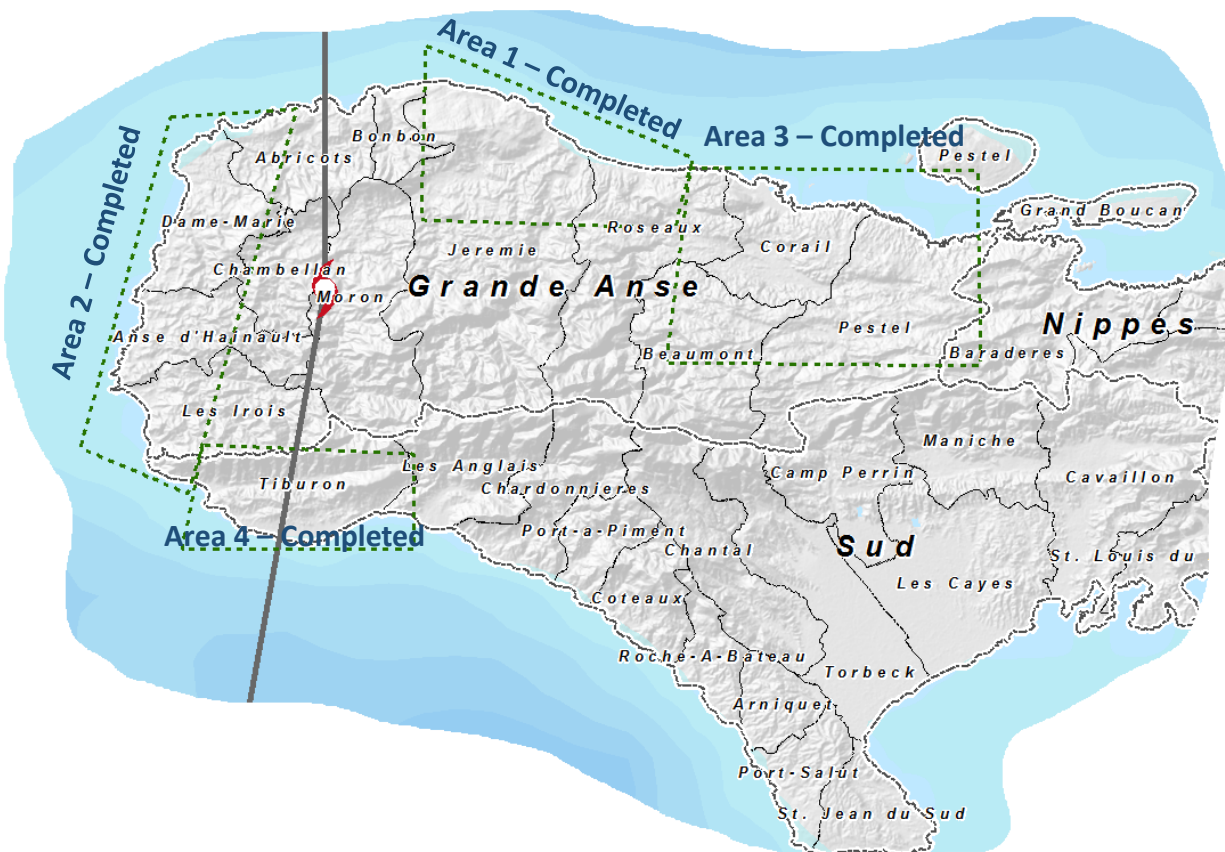 Area 1 – Completed
Area 2 – Completed
Area 3 – Completed
Bonbon
Abricots
Pestel
Dame-Marie
Grand Boucan
Roseaux
Jeremie
Corail
Chambellan
Moron
Grande Anse
Pestel
Nippes
Anse d'Hainault
Beaumont
Baraderes
Les Irois
Maniche
Les Anglais
Camp Perrin
Cavaillon
Tiburon
Chardonnieres
Area 4 – Completed
Port-a-Piment
Chantal
Sud
St. Louis du
Les Cayes
Coteaux
Roche-A-Bateau
Torbeck
Arniquet
Port-Salut
St. Jean du Sud